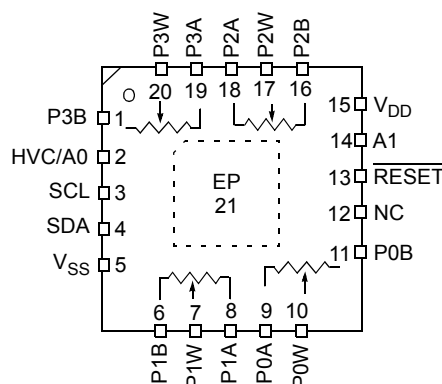 P3W
P3A
P2A
P2W
P2B
20
19
18
17
16
P3B 1
HVC/A0 2
SCL 3
SDA 4
VSS 5
EP
21
15 VDD
14 A1
13 RESET
12 NC
11 P0B
6
7
8
9
10
P1B
P1W
P1A
P0A
P0W